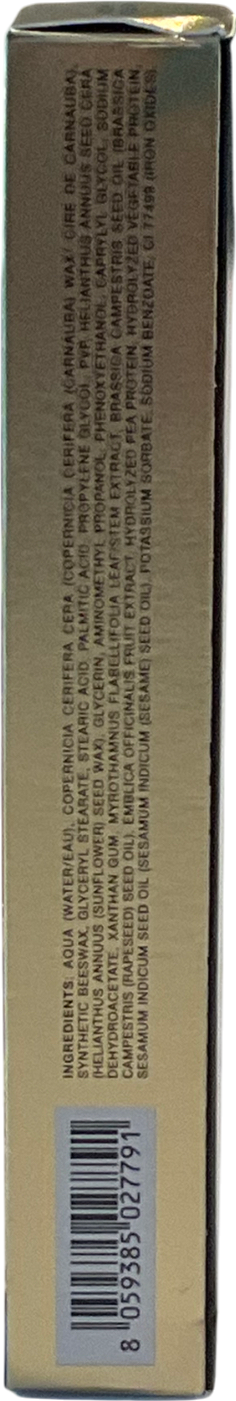 INGREDIENTS: AQUA (WATER/EAU), COPERNICIA CERIFERA CERA (COPERNICIA CERIFERA (CARNAUBA) WAX/ CIRE DE CARNAUBA),
SYNTHETIC BEESWAX, GLYCERYL STEARATE, STEARIC ACID, PALMITIC ACID, PROPYLENE GLYCOL, PVP, HELIANTHUS ANNUUS SEED CERA
(HELIANTHUS ANNUUS (SUNFLOWER) SEED WAX), GLYCERIN, AMINOMETHYL PROPANOL, PHENOXYETHANOL, CAPRYLYL GLYCOL, SODIUM
DEHYDROACETATE, XANTHAN GUM, MYROTHAMNUS FLABELLIFOLIA LEAF/STEM EXTRACT, BRASSICA CAMPESTRIS SEED OIL (BRASSICA
CAMPESTRIS (RAPESEED) SEED OIL), EMBLICA OFFICINALIS FRUIT EXTRACT, HYDROLYZED PEA PROTEIN, HYDROLYZED VEGETABLE PROTEIN,
SESAMUM INDICUM SEED OIL (SESAMUM INDICUM (SESAME) SEED OIL), POTASSIUM SORBATE, SODIUM BENZOATE, CI 77499 (IRON OXIDES).
8 059385 027791